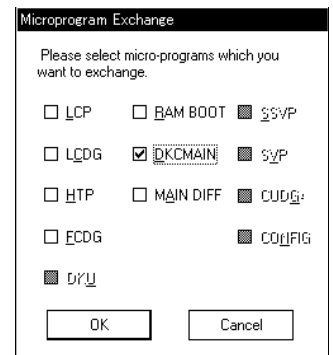 Microprogram Exchange
Please select micro-programs which you
want to exchange.
LCP RAM BOOT SSVP
LCDG DKCMAIN SVP
HTP MAIN DIFF CUDG
FCDG CONFIG
DKU
OK Cancel